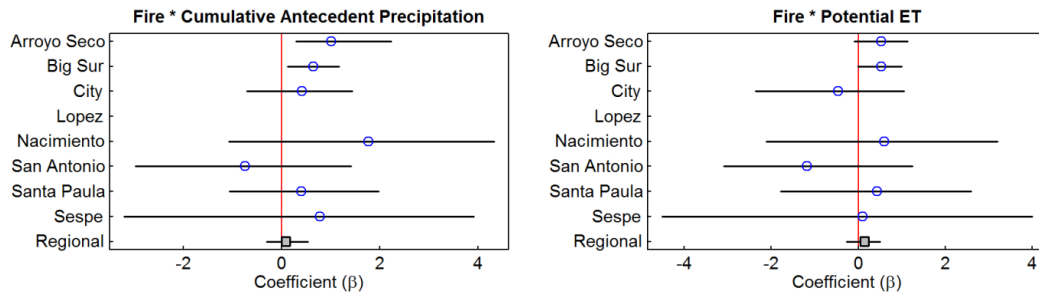 Fire * Cumulative Antecedent Precipitation
Arroyo Seco
Big Sur
City
Lopez
Nacimiento
San Antonio
Santa Paula
Sespe
Regional
-2 0 2 4
Coefficient (β)
Fire * Potential ET
Arroyo Seco
Big Sur
City
Lopez
Nacimiento
San Antonio
Santa Paula
Sespe
Regional
-4 -2 0 2 4
Coefficient (β)